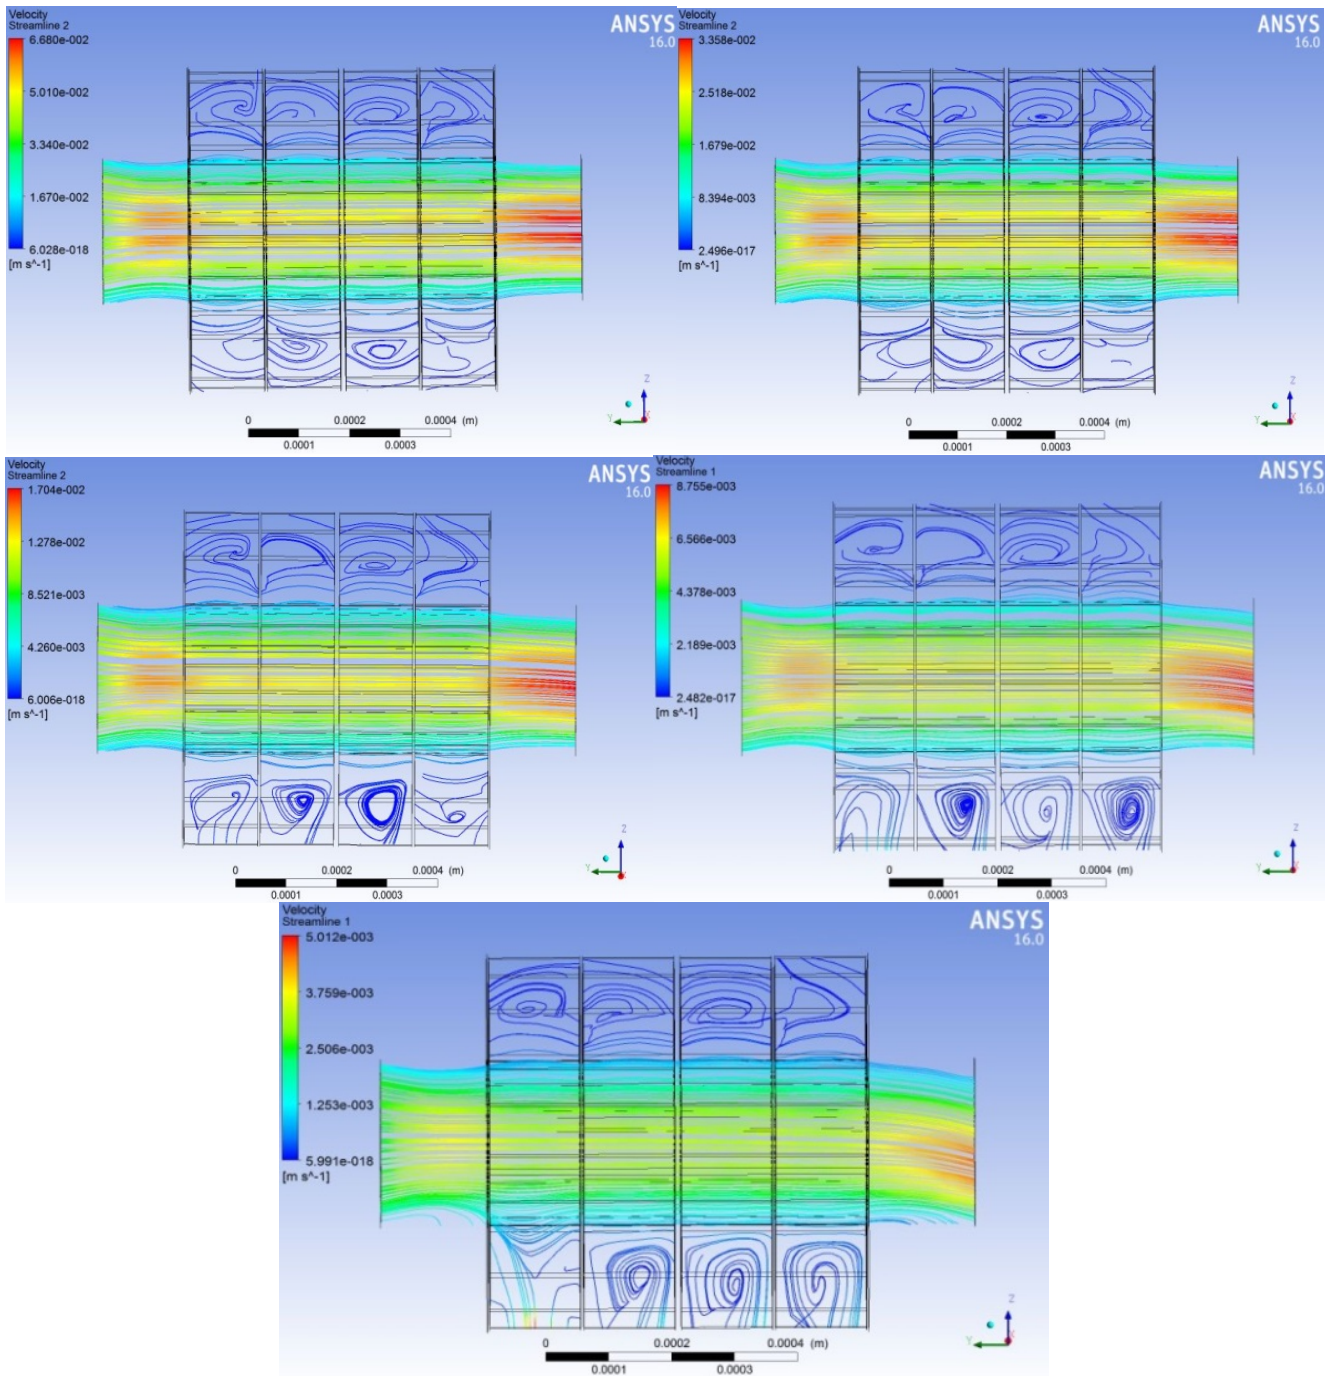 Velocity
Streamline 2
6.680e-002
5.010e-002
3.340e-002
1.670e-002
6.028e-018
[m s^-1]
ANSYS
16.0
0 0.0002 0.0004 (m)
0.0001 0.0003
Z
Y
X
Velocity
Streamline 2
3.358e-002
2.518e-002
1.679e-002
8.394e-003
2.496e-017
[m s^-1]
ANSYS
16.0
0 0.0002 0.0004 (m)
0.0001 0.0003
Z
Y
X
Velocity
Streamline 2
1.704e-002
1.278e-002
8.521e-003
4.260e-003
6.006e-018
[m s^-1]
ANSYS
16.0
0 0.0002 0.0004 (m)
0.0001 0.0003
Z
Y
X
Velocity
Streamline 1
8.755e-003
6.566e-003
4.378e-003
2.189e-003
2.482e-017
[m s^-1]
ANSYS
16.0
0 0.0002 0.0004 (m)
0.0001 0.0003
Z
Y
Velocity
Streamline 1
5.012e-003
3.759e-003
2.506e-003
1.253e-003
5.991e-018
[m s^-1]
ANSYS
16.0
0 0.0002 0.0004 (m)
0.0001 0.0003
Z
Y